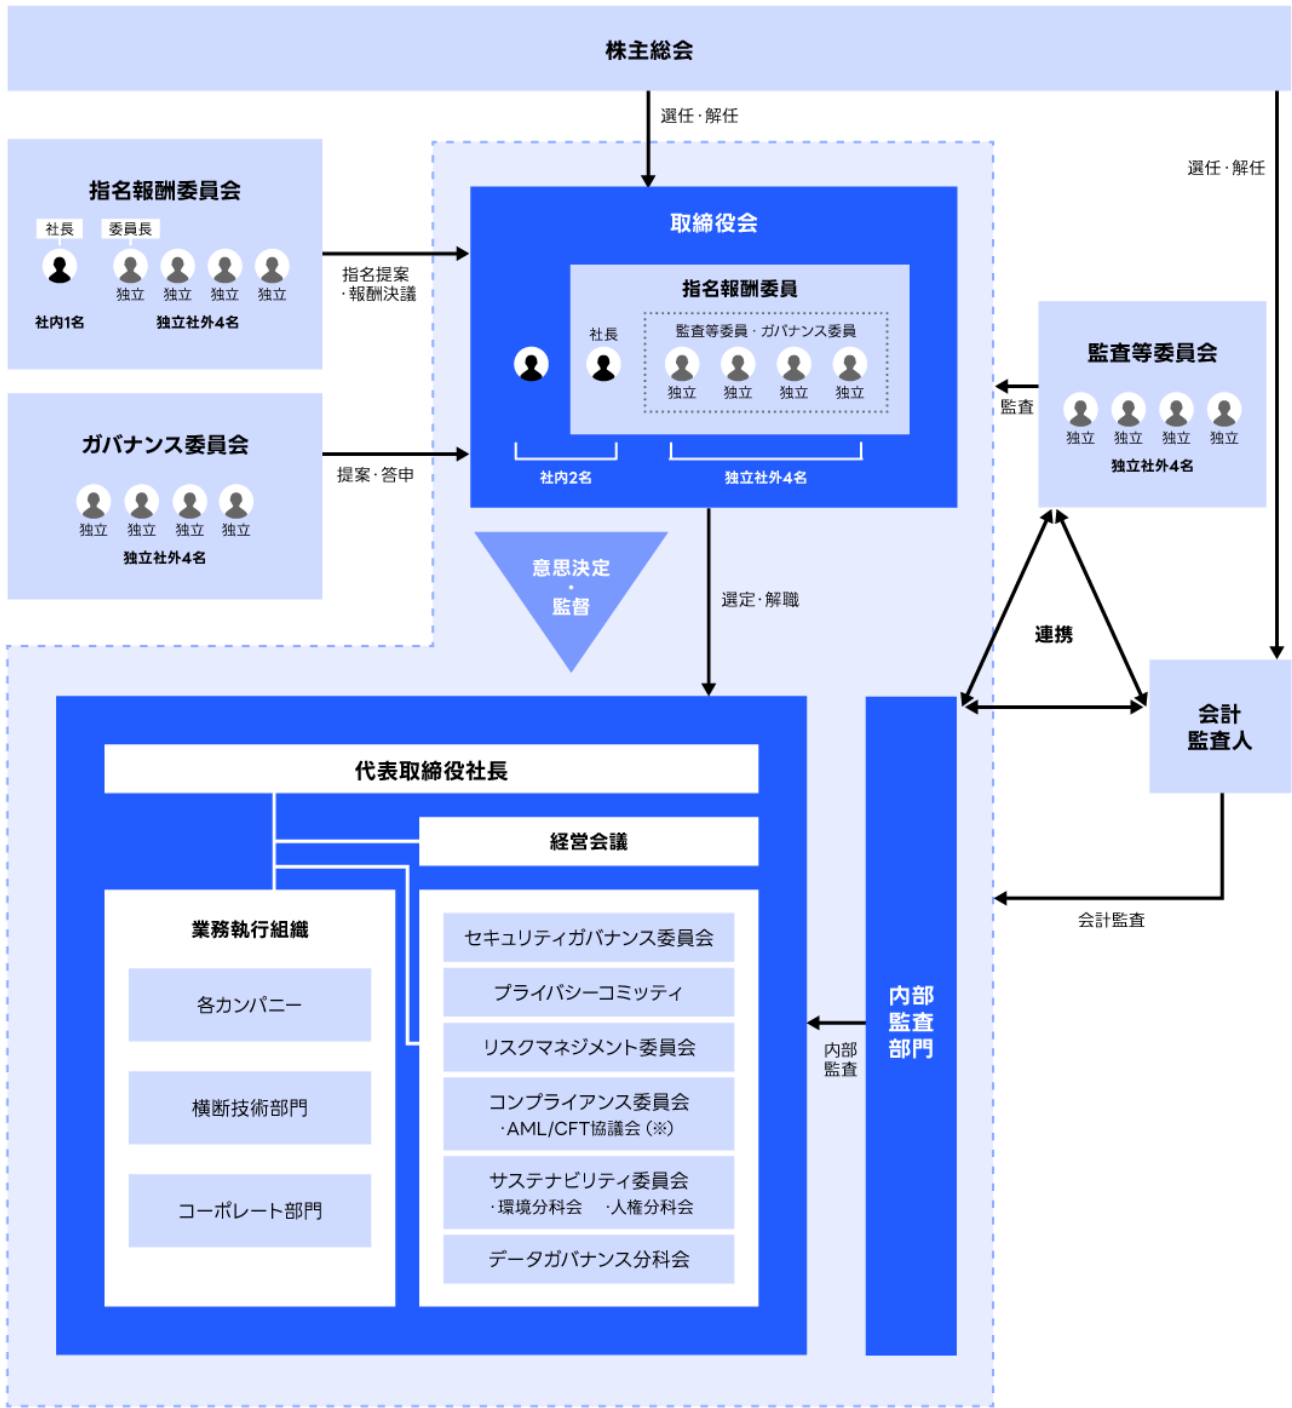 株主総会
選任・解任
選任・解任
指名報酬委員会
社長
委員長
独立
独立
独立
独立
社内1名
独立社外4名
指名提案
・報酬決議
取締役会
指名報酬委員
社長
監査等委員・ガバナンス委員
独立
独立
独立
独立
社内2名
独立社外4名
監査等委員会
独立
独立
独立
独立
独立社外4名
監査
ガバナンス委員会
独立
独立
独立
独立
独立社外4名
提案・答申
意思決定
・
監督
選定・解職
連携
会計
監査人
会計監査
代表取締役社長
経営会議
業務執行組織
各カンパニー
横断技術部門
コーポレート部門
セキュリティガバナンス委員会
プライバシーコミッティ
リスクマネジメント委員会
コンプライアンス委員会
・AML/CFT協議会（※）
サステナビリティ委員会
・環境分科会 ・人権分科会
データガバナンス分科会
内部
監査
内部
監査
部門